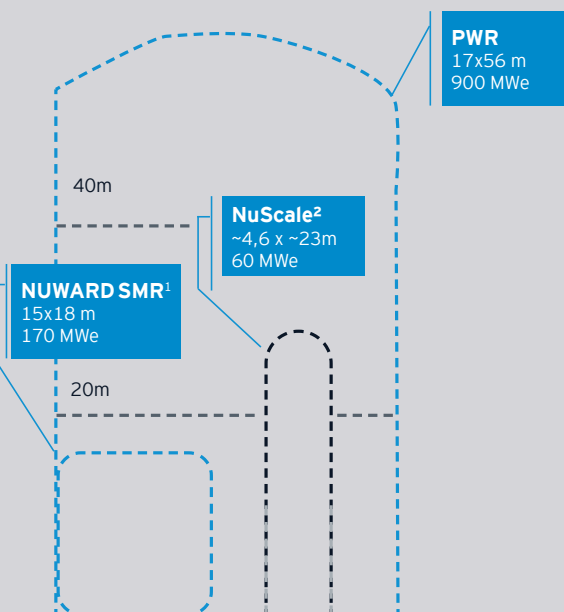 PWR
17x56 m
900 MWe
40m
NuScale²
~4,6 x ~23m
60 MWe
NUWARD SMR¹
15x18 m
170 MWe
20m